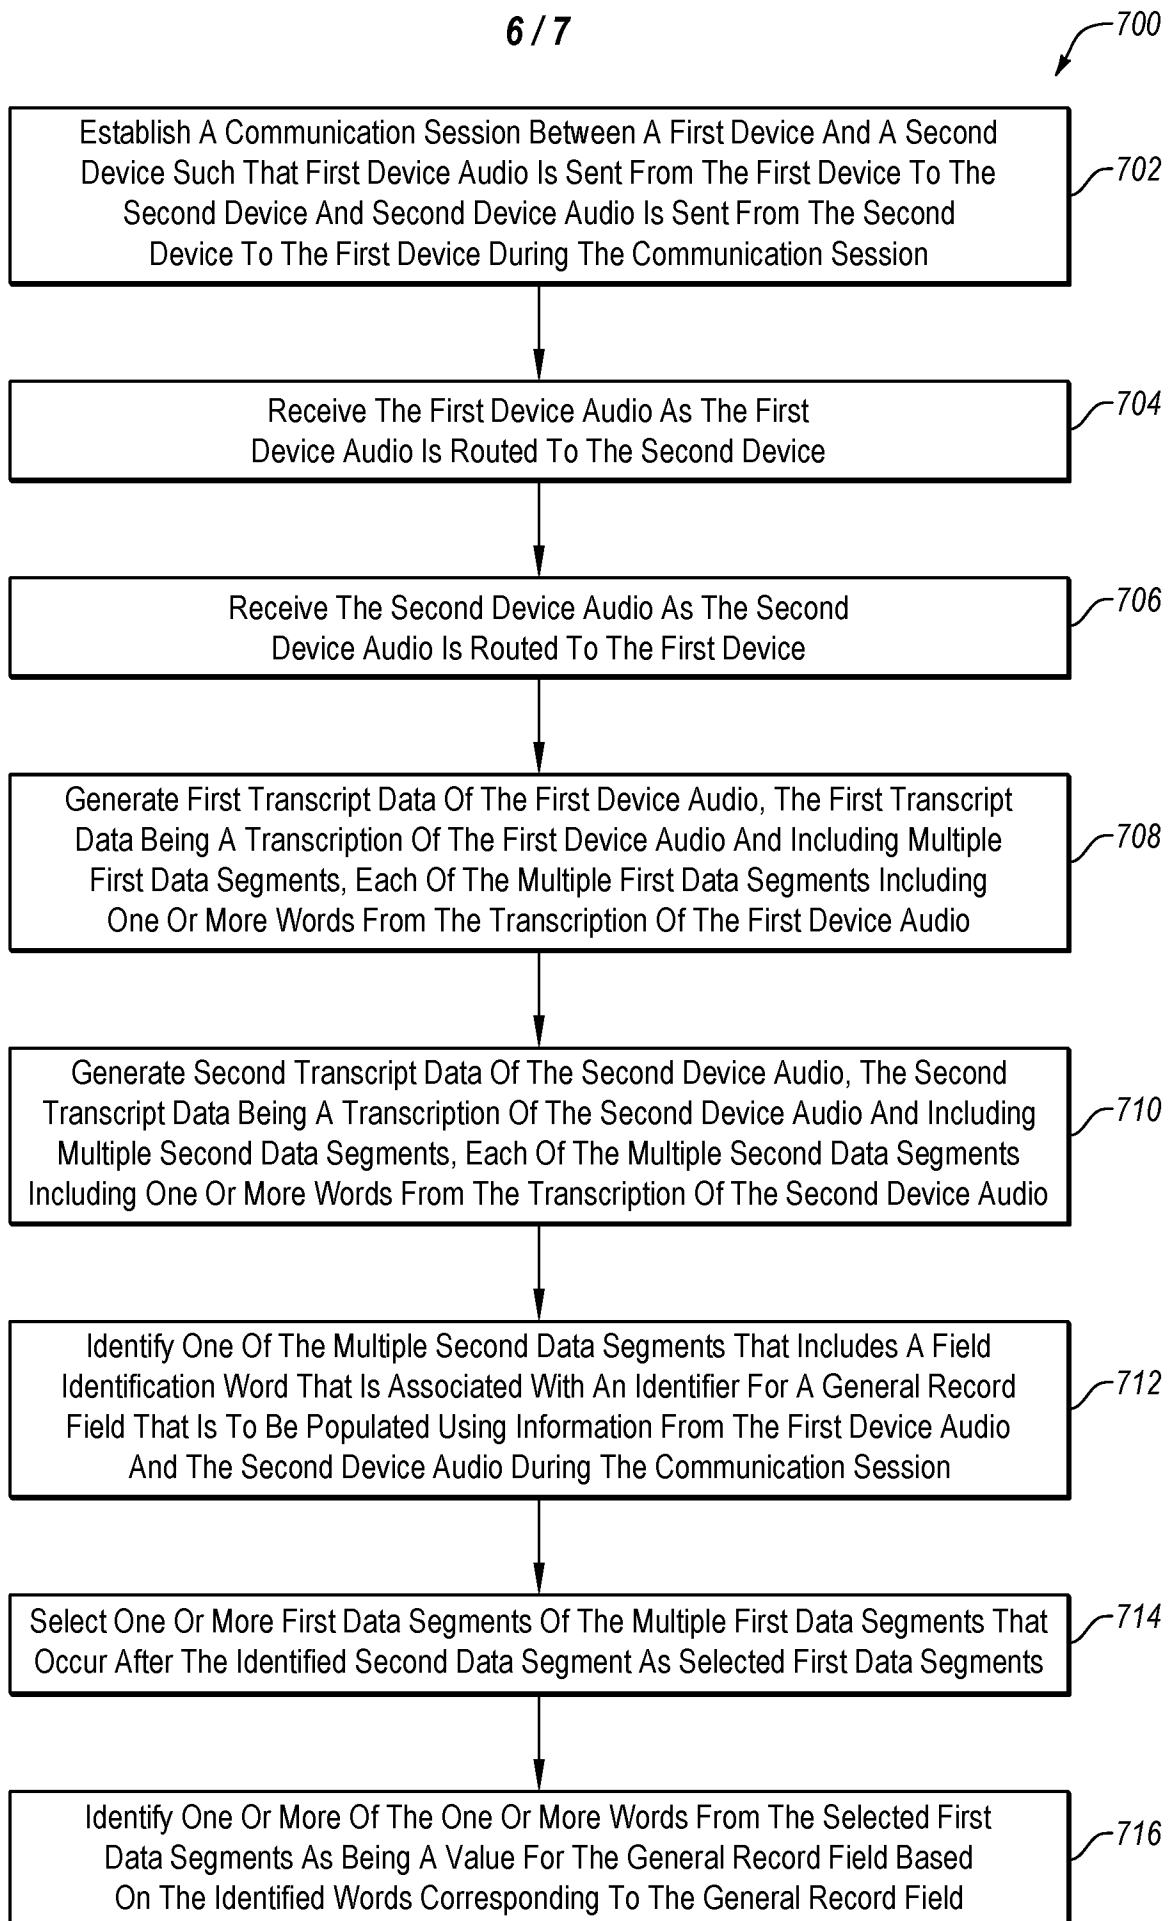 6 / 7
700
Establish A Communication Session Between A First Device And A Second
Device Such That First Device Audio Is Sent From The First Device To The
Second Device And Second Device Audio Is Sent From The Second
Device To The First Device During The Communication Session
702
Receive The First Device Audio As The First
Device Audio Is Routed To The Second Device
704
Receive The Second Device Audio As The Second
Device Audio Is Routed To The First Device
706
Generate First Transcript Data Of The First Device Audio, The First Transcript
Data Being A Transcription Of The First Device Audio And Including Multiple
First Data Segments, Each Of The Multiple First Data Segments Including
One Or More Words From The Transcription Of The First Device Audio
708
Generate Second Transcript Data Of The Second Device Audio, The Second
Transcript Data Being A Transcription Of The Second Device Audio And Including
Multiple Second Data Segments, Each Of The Multiple Second Data Segments
Including One Or More Words From The Transcription Of The Second Device Audio
710
Identify One Of The Multiple Second Data Segments That Includes A Field
Identification Word That Is Associated With An Identifier For A General Record
Field That Is To Be Populated Using Information From The First Device Audio
And The Second Device Audio During The Communication Session
712
Select One Or More First Data Segments Of The Multiple First Data Segments That
Occur After The Identified Second Data Segment As Selected First Data Segments
714
Identify One Or More Of The One Or More Words From The Selected First
Data Segments As Being A Value For The General Record Field Based
On The Identified Words Corresponding To The General Record Field
716